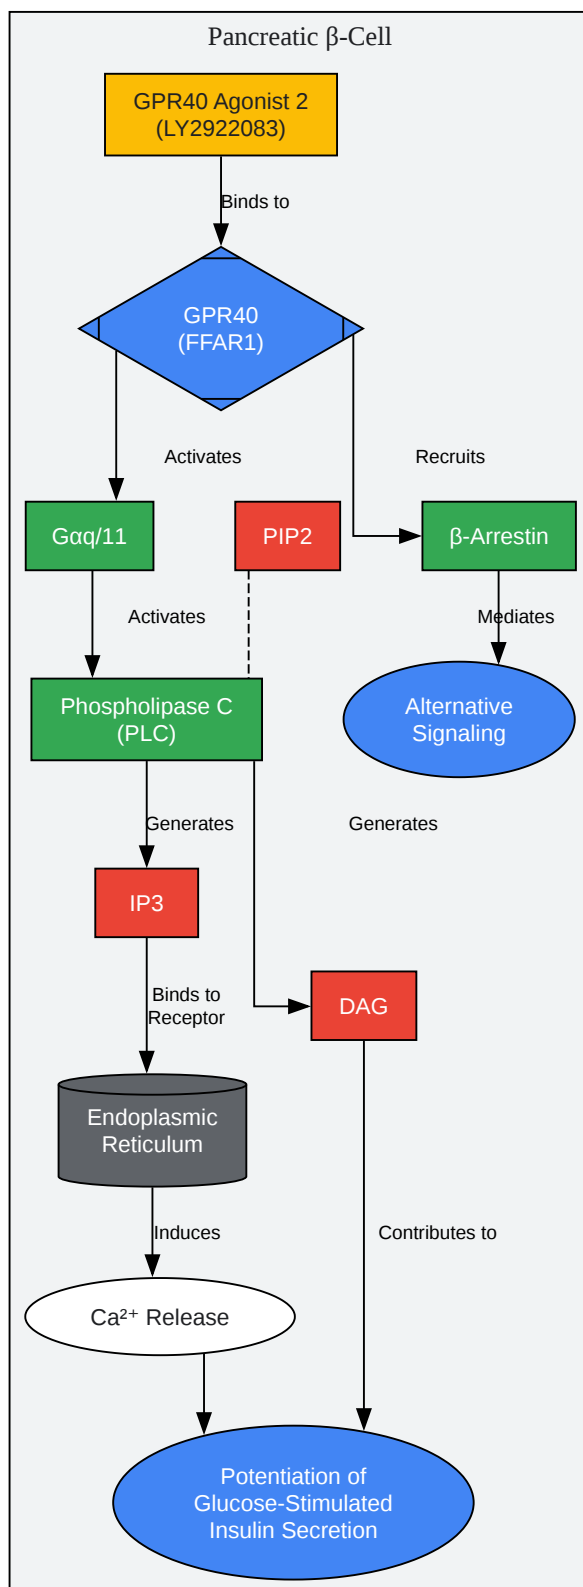 Pancreatic β-Cell
GPR40 Agonist 2
(LY2922083)
Binds to
GPR40
(FFAR1)
Activates
Recruits
Gαq/11
PIP2
β-Arrestin
Activates
Mediates
Phospholipase C
(PLC)
Alternative
Signaling
Generates
Generates
IP3
Binds to
Receptor
DAG
Endoplasmic
Reticulum
Induces
Contributes to
Ca²⁺ Release
Potentiation of
Glucose-Stimulated
Insulin Secretion